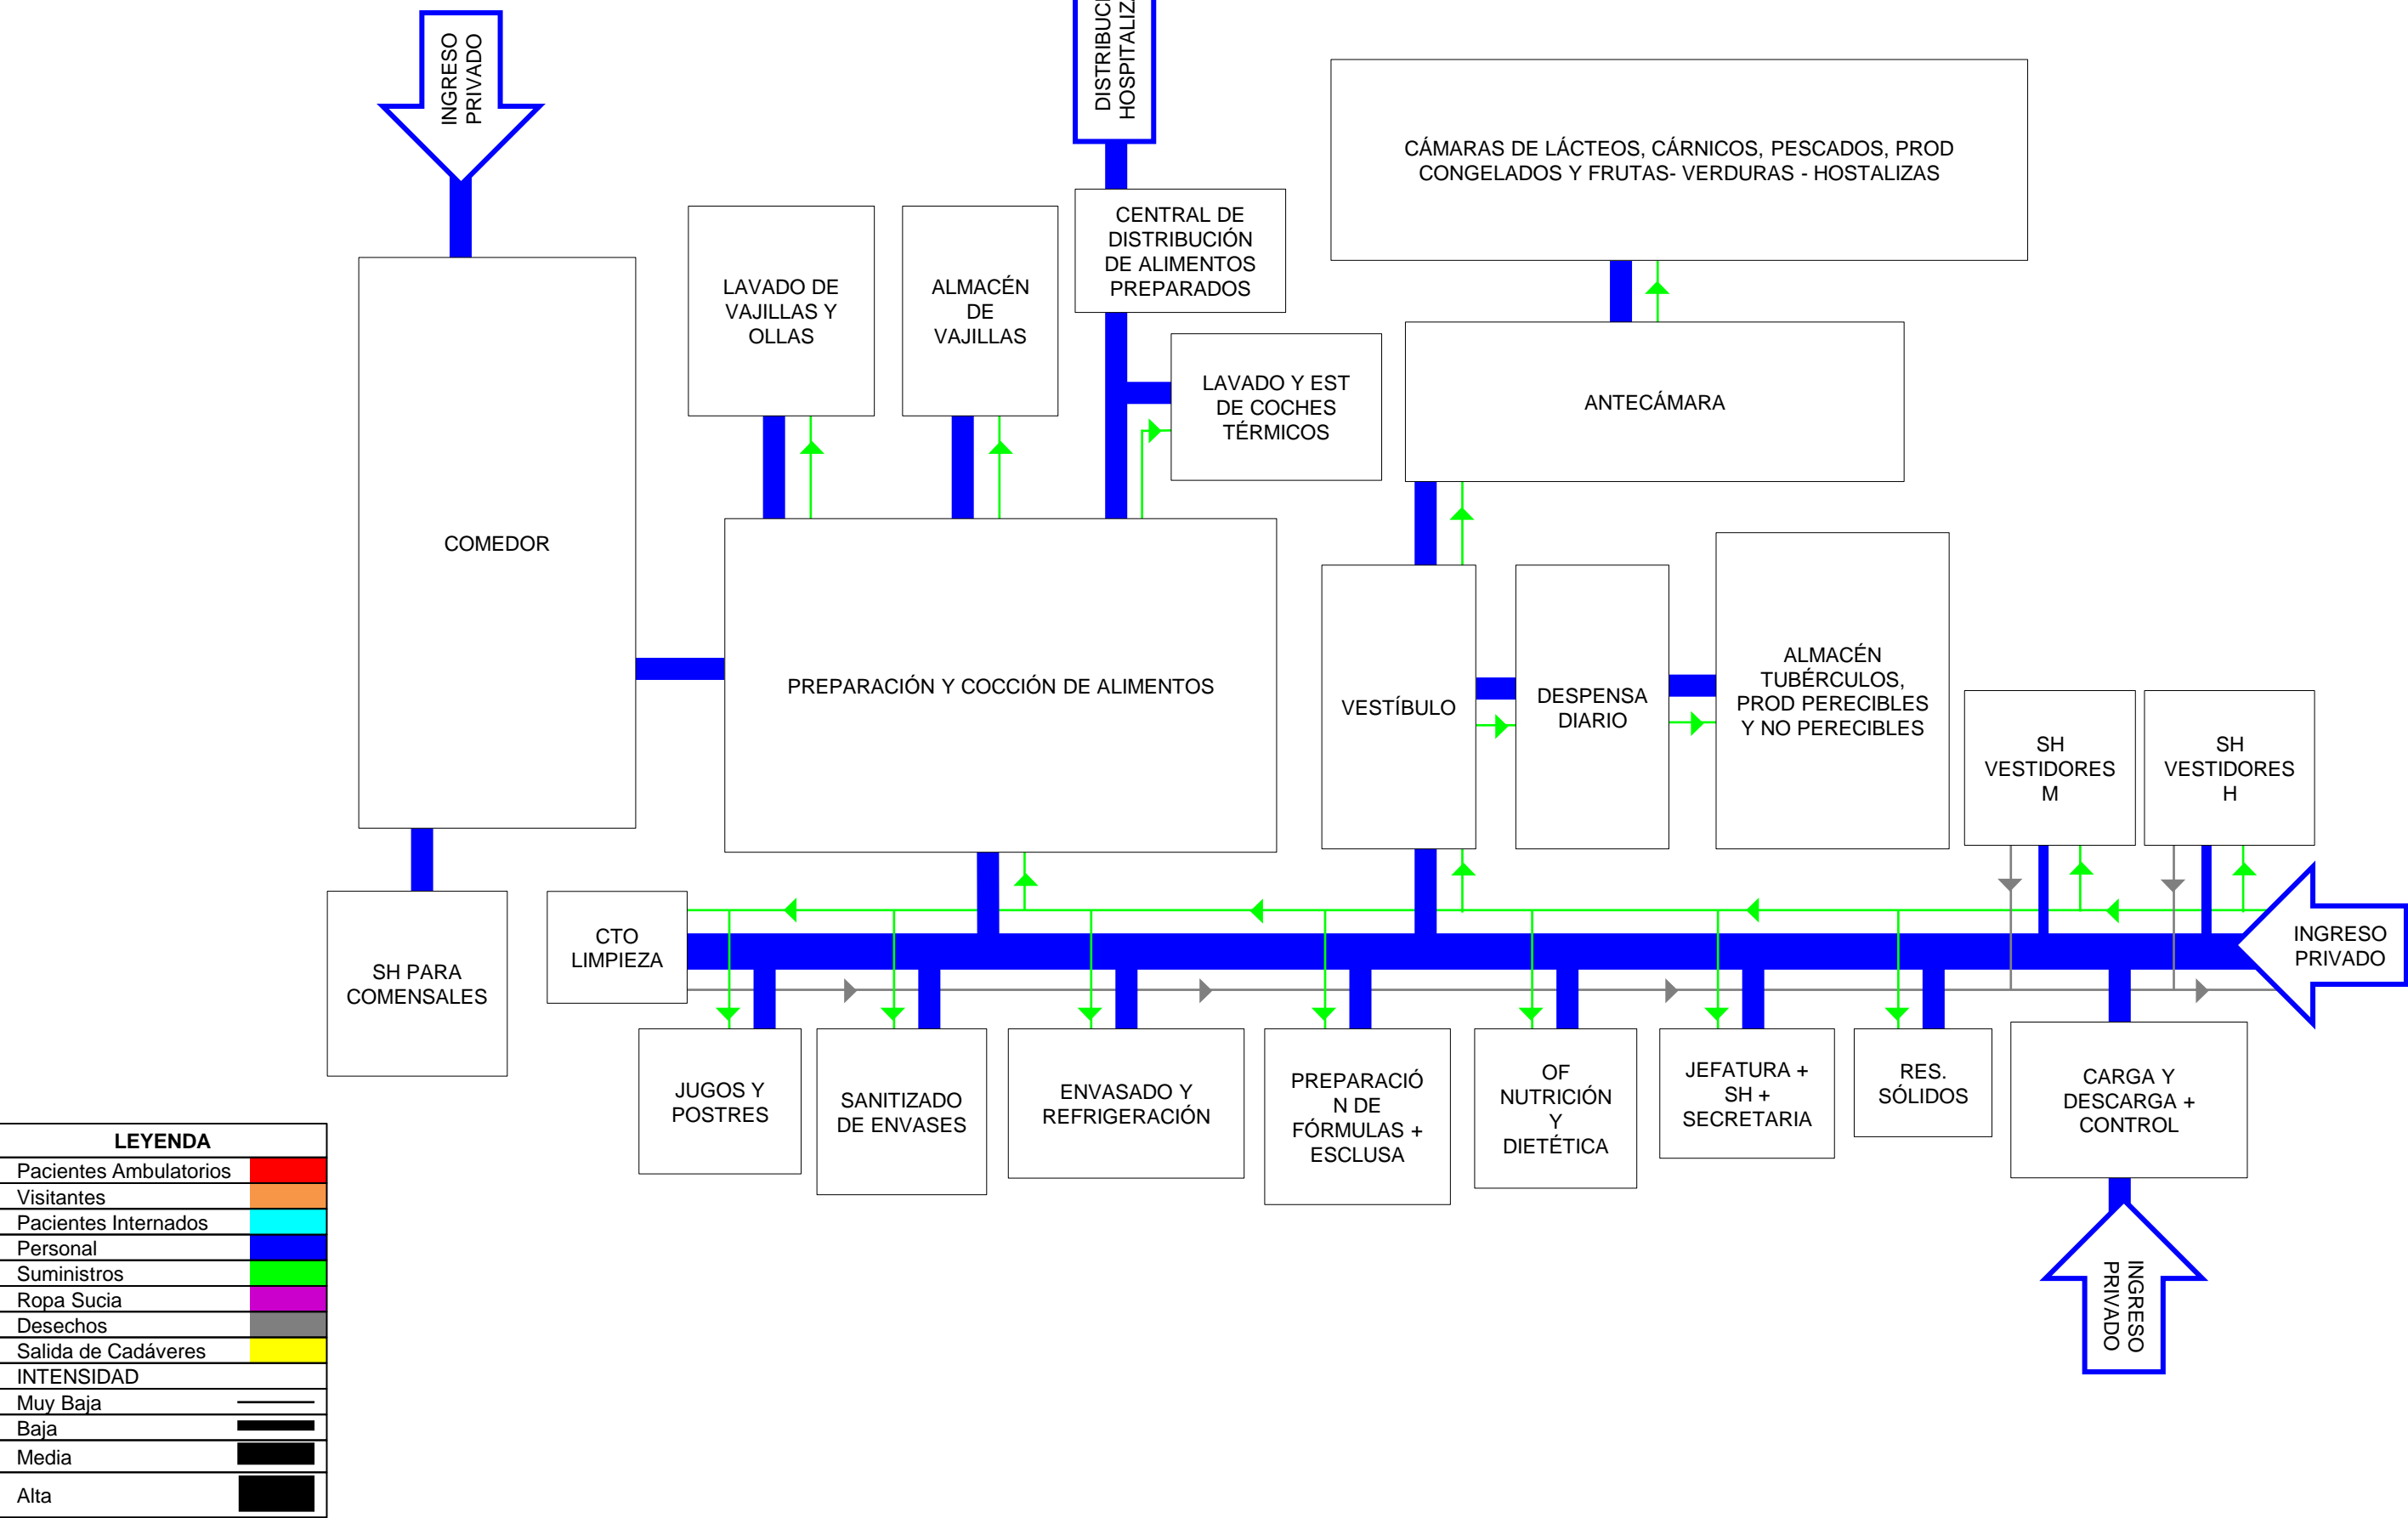 INGRESO
PRIVADO
DISTRIBUCI
HOSPITALIZ
CÁMARAS DE LÁCTEOS, CÁRNICOS, PESCADOS, PROD
CONGELADOS Y FRUTAS- VERDURAS - HOSTALIZAS
CENTRAL DE
DISTRIBUCIÓN
DE ALIMENTOS
PREPARADOS
LAVADO DE
VAJILLAS Y
OLLAS
ALMACÉN
DE
VAJILLAS
LAVADO Y EST
DE COCHES
TÉRMICOS
ANTECÁMARA
COMEDOR
PREPARACIÓN Y COCCIÓN DE ALIMENTOS
VESTÍBULO
DESPENSA
DIARIO
ALMACÉN
TUBÉRCULOS,
PROD PERECIBLES
Y NO PERECIBLES
SH
VESTIDORES
M
SH
VESTIDORES
H
CTO
LIMPIEZA
INGRESO
PRIVADO
SH PARA
COMENSALES
JUGOS Y
POSTRES
SANITIZADO
DE ENVASES
ENVASADO Y
REFRIGERACIÓN
PREPARACIÓ
N DE
FÓRMULAS +
ESCLUSA
OF
NUTRICIÓN
Y
DIETÉTICA
JEFATURA +
SH +
SECRETARIA
RES.
SÓLIDOS
CARGA Y
DESCARGA +
CONTROL
INGRESO
PRIVADO
LEYENDA
Pacientes Ambulatorios
Visitantes
Pacientes Internados
Personal
Suministros
Ropa Sucia
Desechos
Salida de Cadáveres
INTENSIDAD
Muy Baja
Baja
Media
Alta